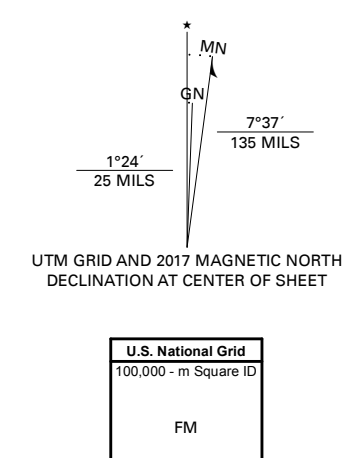 ★
MN
GN
7°37´
135 MILS
1°24´
25 MILS
UTM GRID AND 2017 MAGNETIC NORTH
DECLINATION AT CENTER OF SHEET
U.S. National Grid
100,000 - m Square ID
FM